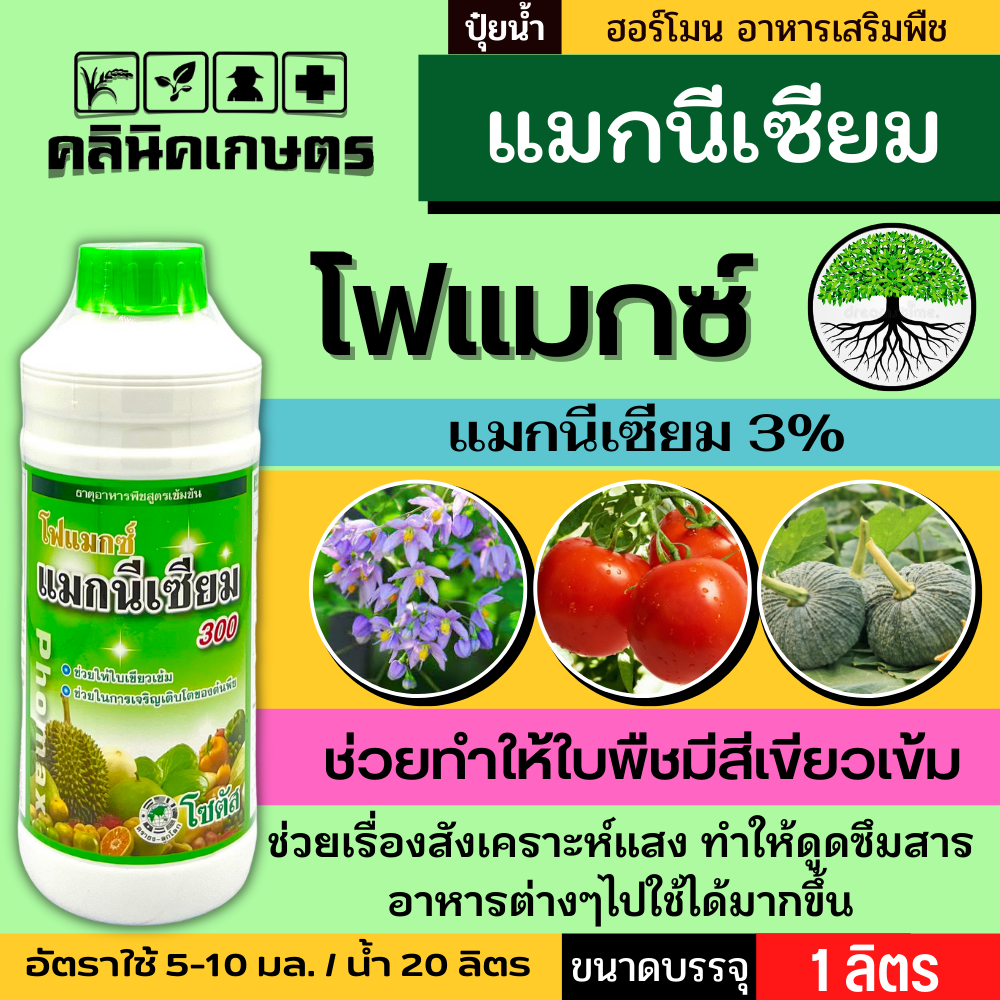 ปุ๋ยน้ำ
ฮอร์โมน อาหารเสริมพืช
คลินิคเกษตร
แมกนีเซียม
โฟแมกซ์
แมกนีเซียม 3%
ธาตุอาหารพืชสูตรเข้มข้น
โฟแมกซ์
แมกนีเซียม
300
Phomax
ช่วยให้ใบเขียวเข้ม
ช่วยในการเจริญเติบโตของต้นพืช
โซตัส
ช่วยทำให้ใบพืชมีสีเขียวเข้ม
ช่วยเรื่องสังเคราะห์แสง ทำให้ดูดซึมสาร
อาหารต่างๆไปใช้ได้มากขึ้น
อัตราใช้ 5-10 มล. / น้ำ 20 ลิตร
ขนาดบรรจุ
1 ลิตร